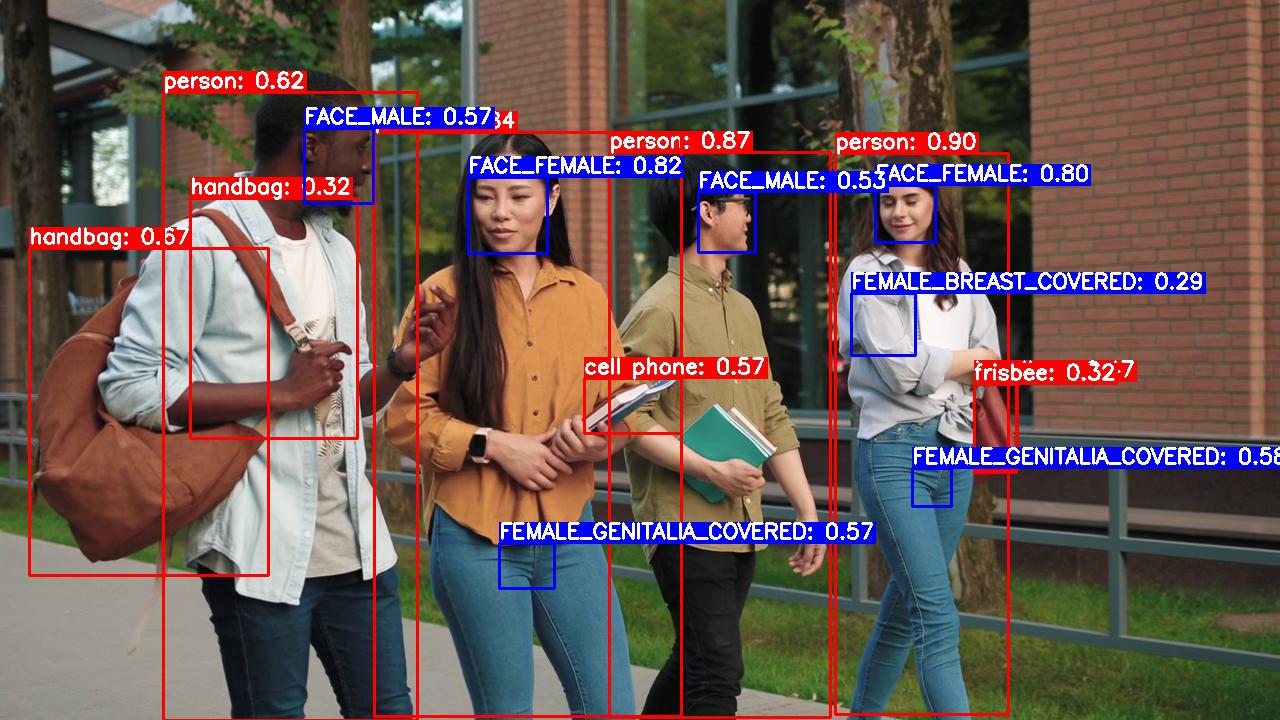 person: 0.62
FACE_MALE: 0.57
34
person: 0.87
person: 0.90
FACE_FEMALE: 0.82
FACE_MALE: 0.53
FACE_FEMALE: 0.80
handbag: 0.32
handbag: 0.67
FEMALE_BREAST_COVERED: 0.29
cell phone: 0.57
frisbee: 0.32
7
FEMALE_GENITALIA_COVERED: 0.58
FEMALE_GENITALIA_COVERED: 0.57